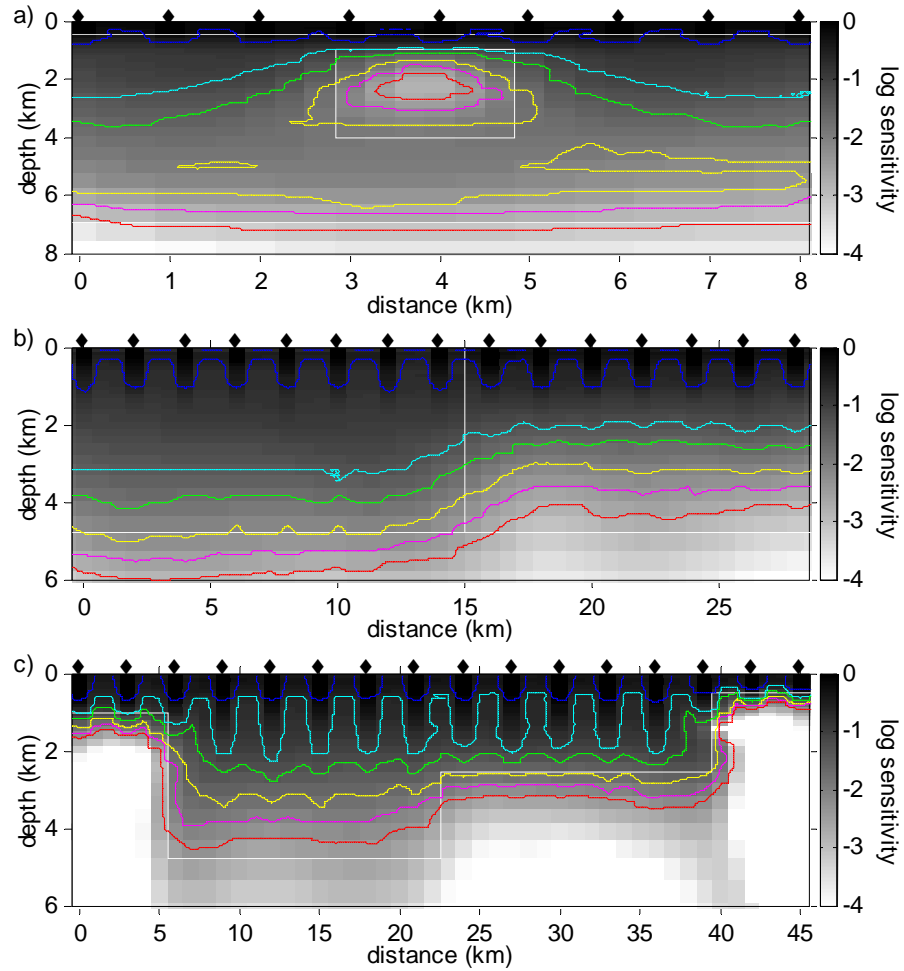 a)
0
2
4
6
8
depth (km)
0 1 2 3 4 5 6 7 8
distance (km)
0
-1
-2
-3
-4
log sensitivity
b)
0
2
4
6
depth (km)
0 5 10 15 20 25
distance (km)
0
-1
-2
-3
-4
log sensitivity
c)
0
2
4
6
depth (km)
0 5 10 15 20 25 30 35 40 45
distance (km)
0
-1
-2
-3
-4
log sensitivity